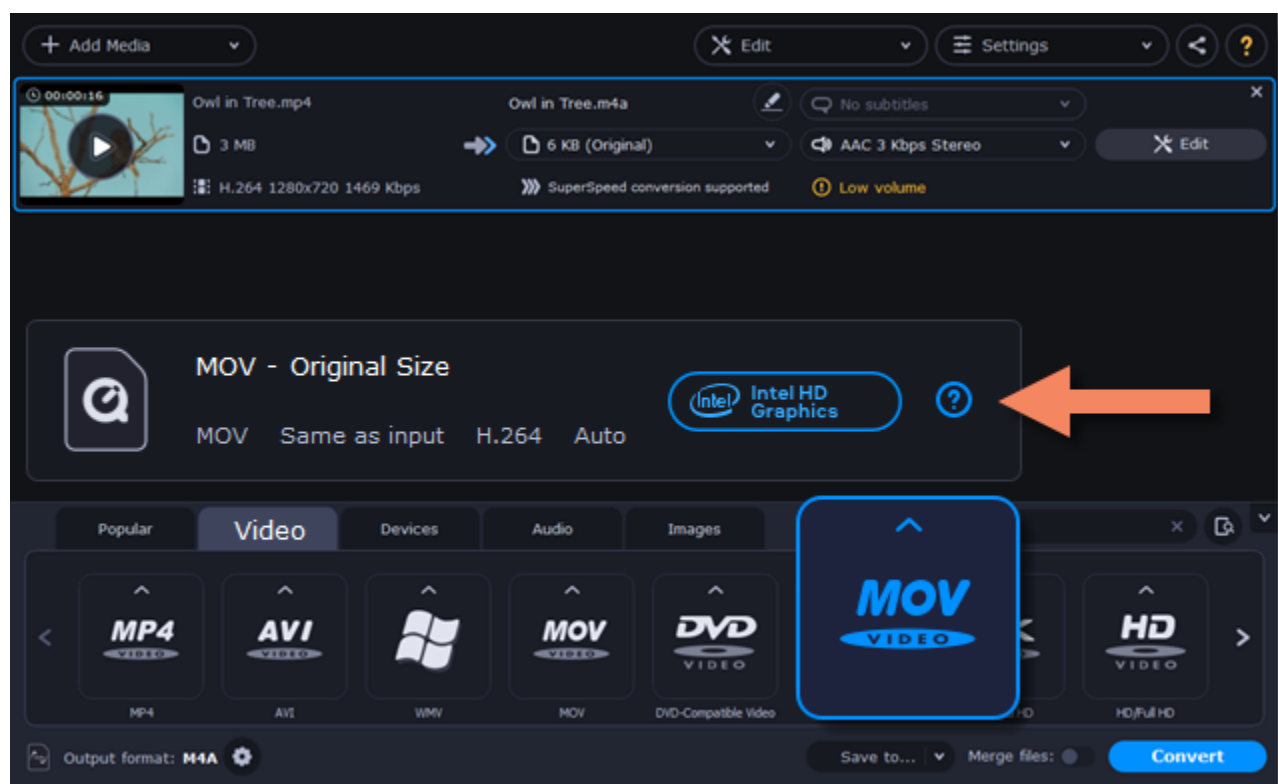 + Add Media
Edit
Settings
?
00:00:16
Owl in Tree.mp4
Owl in Tree.m4a
No subtitles
3 MB
6 KB (Original)
AAC 3 Kbps Stereo
Edit
H.264 1280x720 1469 Kbps
SuperSpeed conversion supported
Low volume
MOV - Original Size
MOV Same as input H.264 Auto
intel Intel HD
Graphics
?
Popular
Video
Devices
Audio
Images
MP4
VIDEO
AVI
VIDEO
MOV
VIDEO
DVD
VIDEO
MOV
VIDEO
HD
VIDEO
MP4
AVI
WMV
MOV
DVD-Compatible Video
HD
HD/Full HD
Output format: M4A
Save to...
Merge files:
Convert